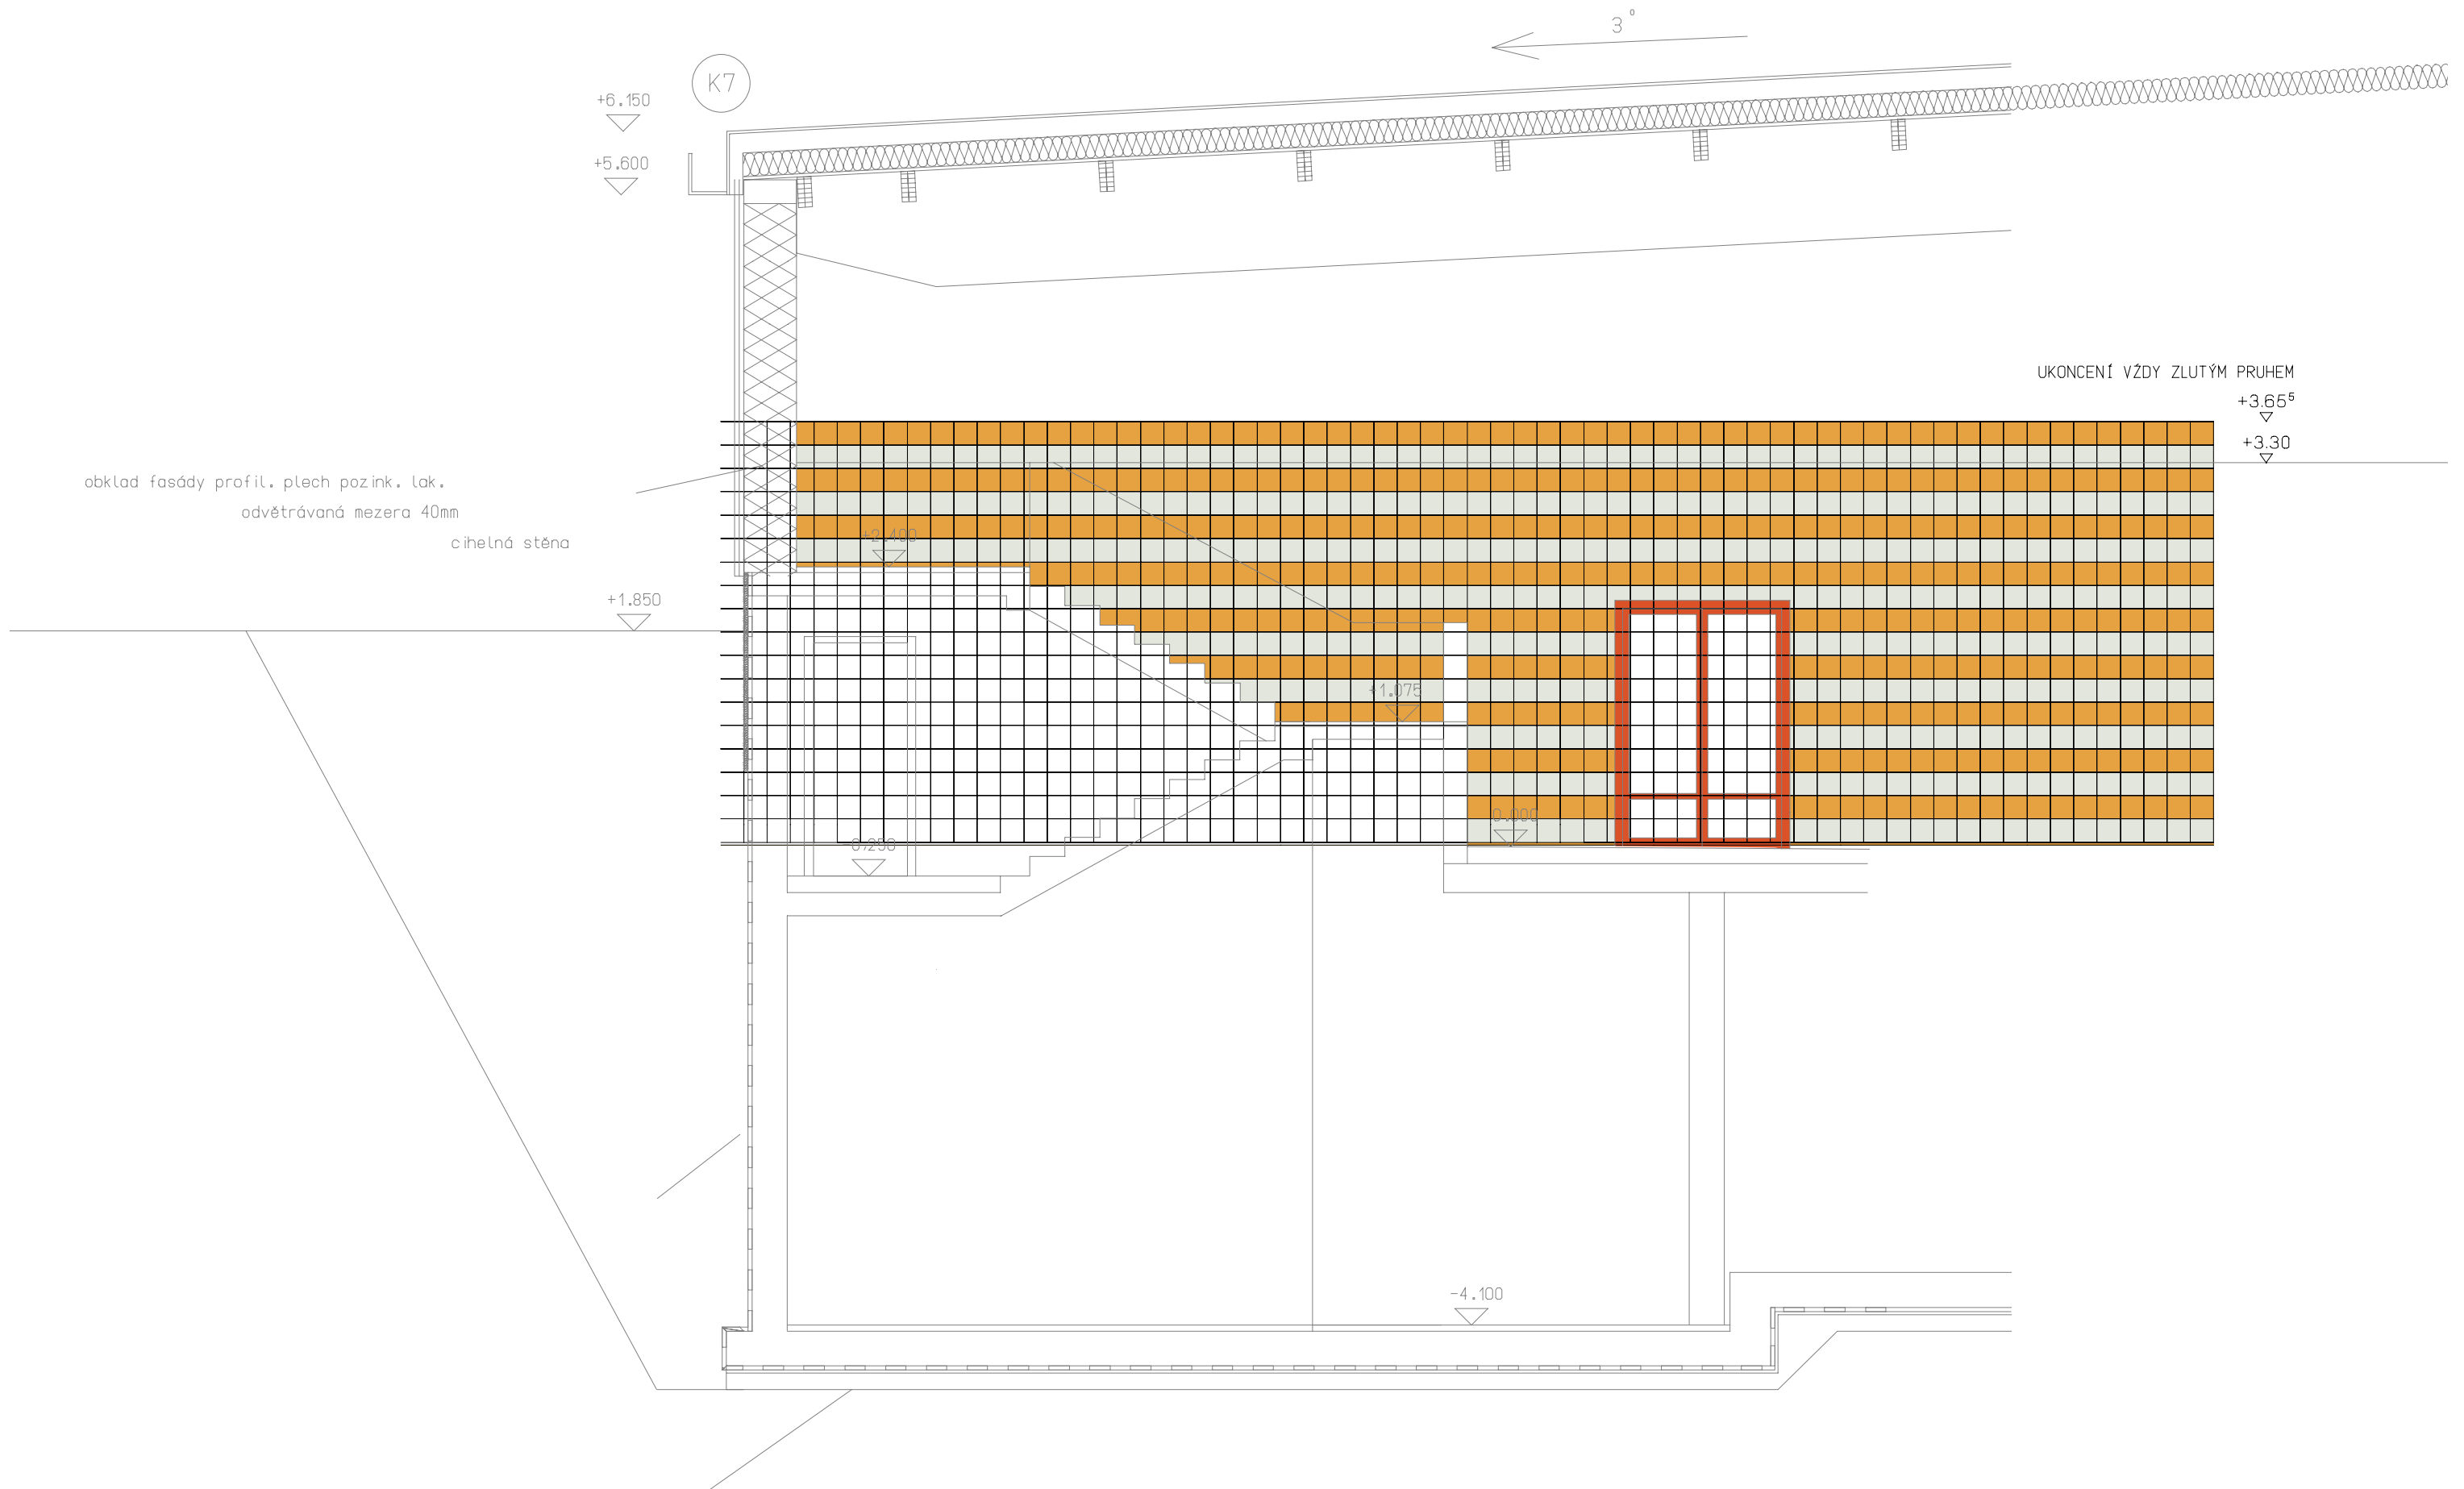 3°
K7
+6.150
+5.600
UKONCENÍ VŽDY ZLUTÝM PRUHEM
+3.65⁵
+3.30
obklad fasády profil. plech pozink. lak.
odvětrávaná mezera 40mm
cihelná stěna
+2.400
+1.850
+1.075
0.000
-0,250
-4.100